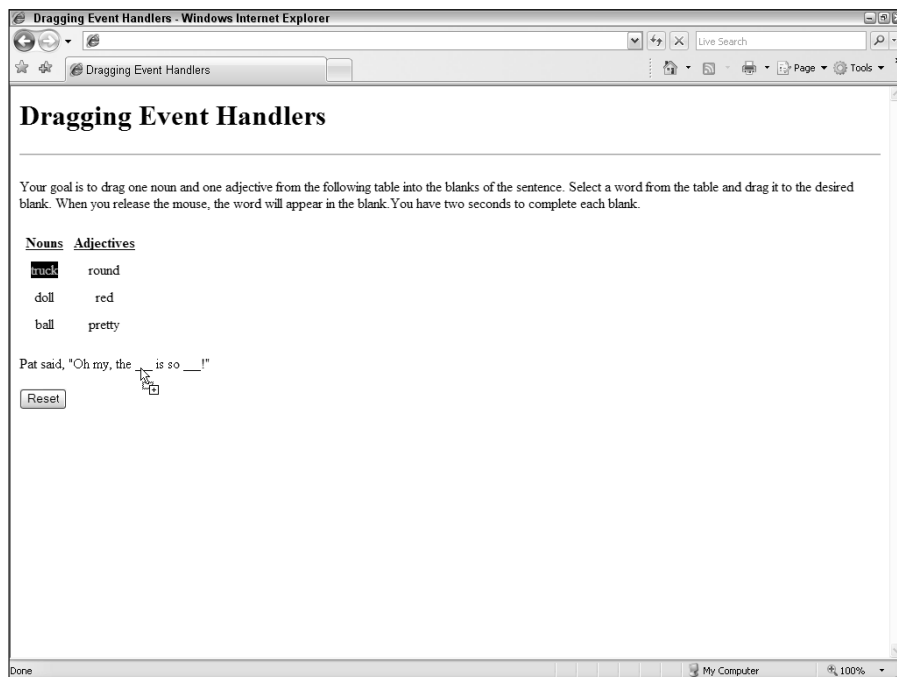 Dragging Event Handlers - Windows Internet Explorer
Live Search
Dragging Event Handlers
Page Tools
Dragging Event Handlers
Your goal is to drag one noun and one adjective from the following table into the blanks of the sentence. Select a word from the table and drag it to the desired
blank. When you release the mouse, the word will appear in the blank.You have two seconds to complete each blank.
Nouns Adjectives
truck round
doll red
ball pretty
Pat said, "Oh my, the ___ is so ___!"
Reset
Done My Computer 100%